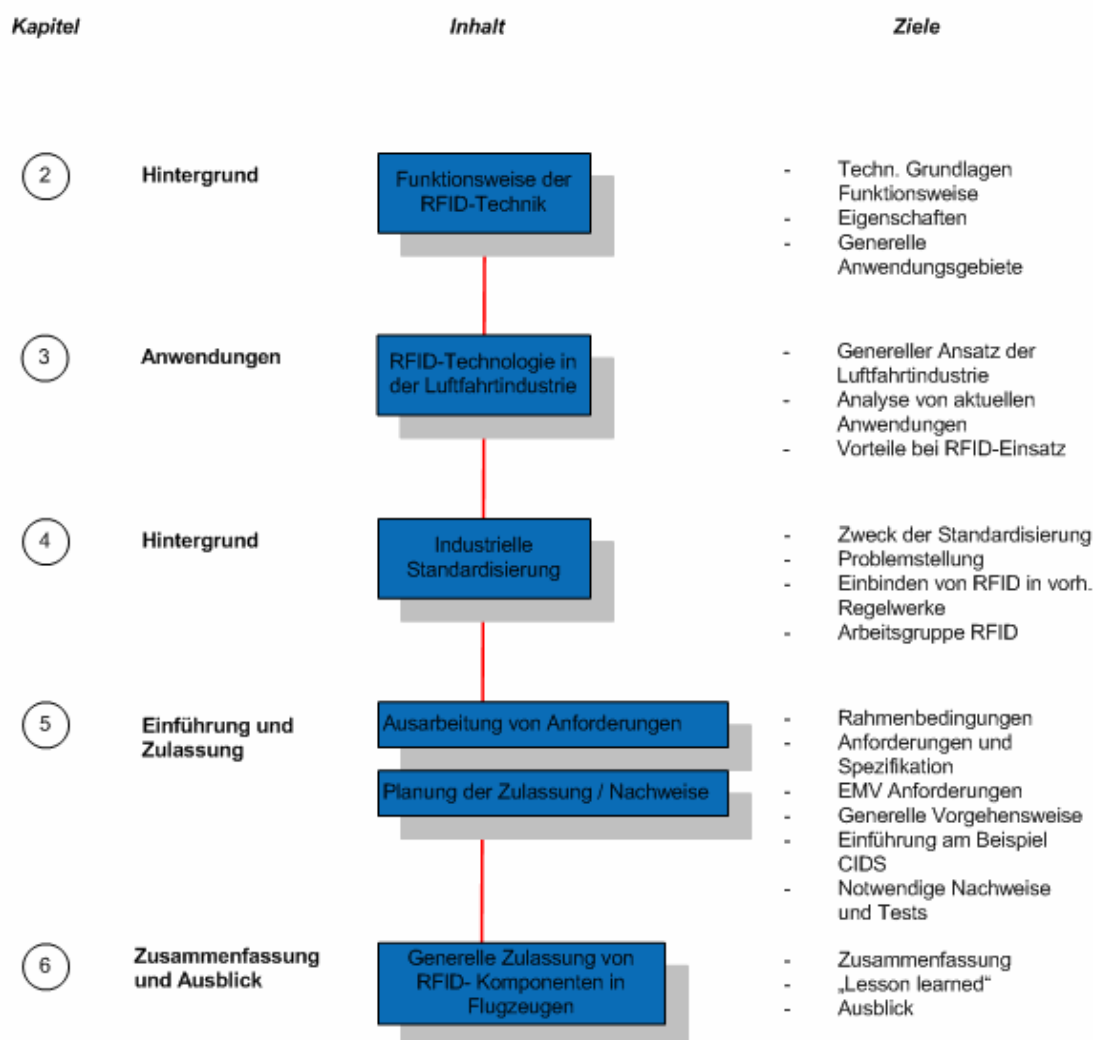 Kapitel Inhalt Ziele
2
Hintergrund
Funktionsweise der
RFID-Technik
- Techn. Grundlagen
Funktionsweise
- Eigenschaften
- Generelle
Anwendungsgebiete
3
Anwendungen
RFID-Technologie in
der Luftfahrtindustrie
- Genereller Ansatz der
Luftfahrtindustrie
- Analyse von aktuellen
Anwendungen
- Vorteile bei RFID-Einsatz
4
Hintergrund
Industrielle
Standardisierung
- Zweck der Standardisierung
- Problemstellung
- Einbinden von RFID in vorh.
Regelwerke
- Arbeitsgruppe RFID
5
Einführung und
Zulassung
Ausarbeitung von Anforderungen
Planung der Zulassung / Nachweise
- Rahmenbedingungen
- Anforderungen und
Spezifikation
- EMV Anforderungen
- Generelle Vorgehensweise
- Einführung am Beispiel
CIDS
- Notwendige Nachweise
und Tests
6
Zusammenfassung
und Ausblick
Generelle Zulassung von
RFID- Komponenten in
Flugzeugen
- Zusammenfassung
- „Lesson learned“
- Ausblick